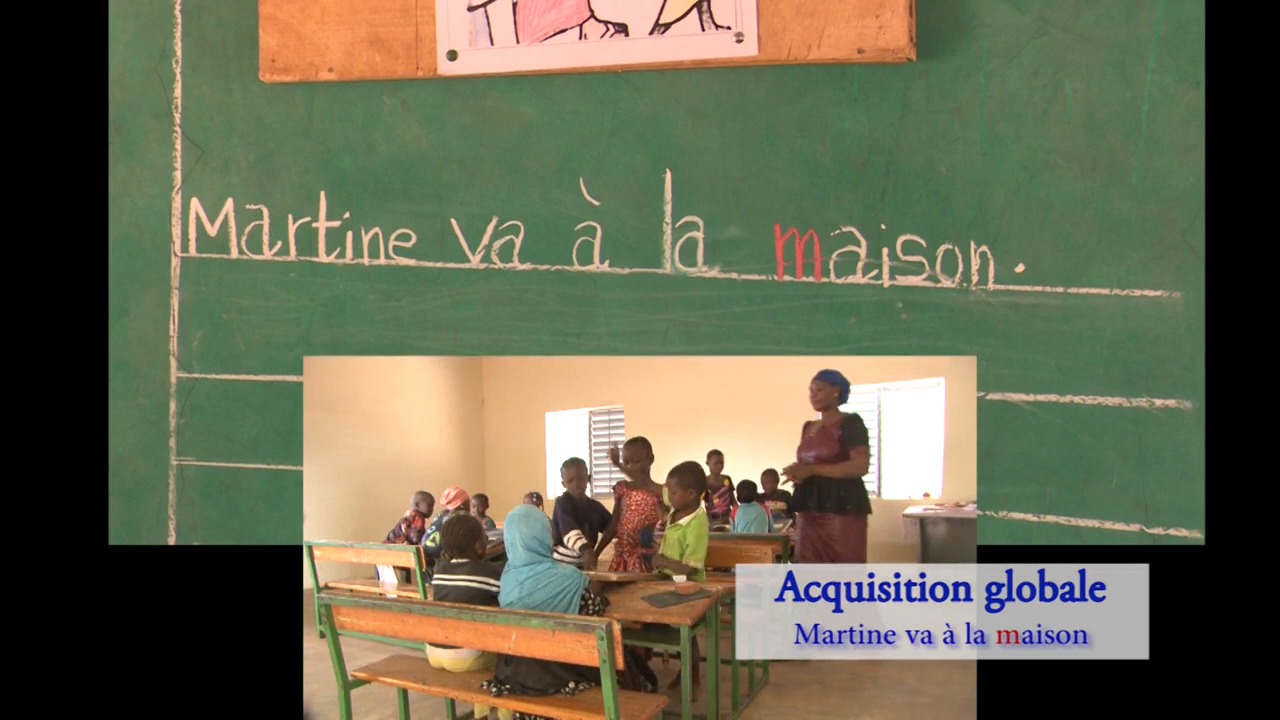 Martine va à la maison.
Acquisition globale
Martine va à la maison